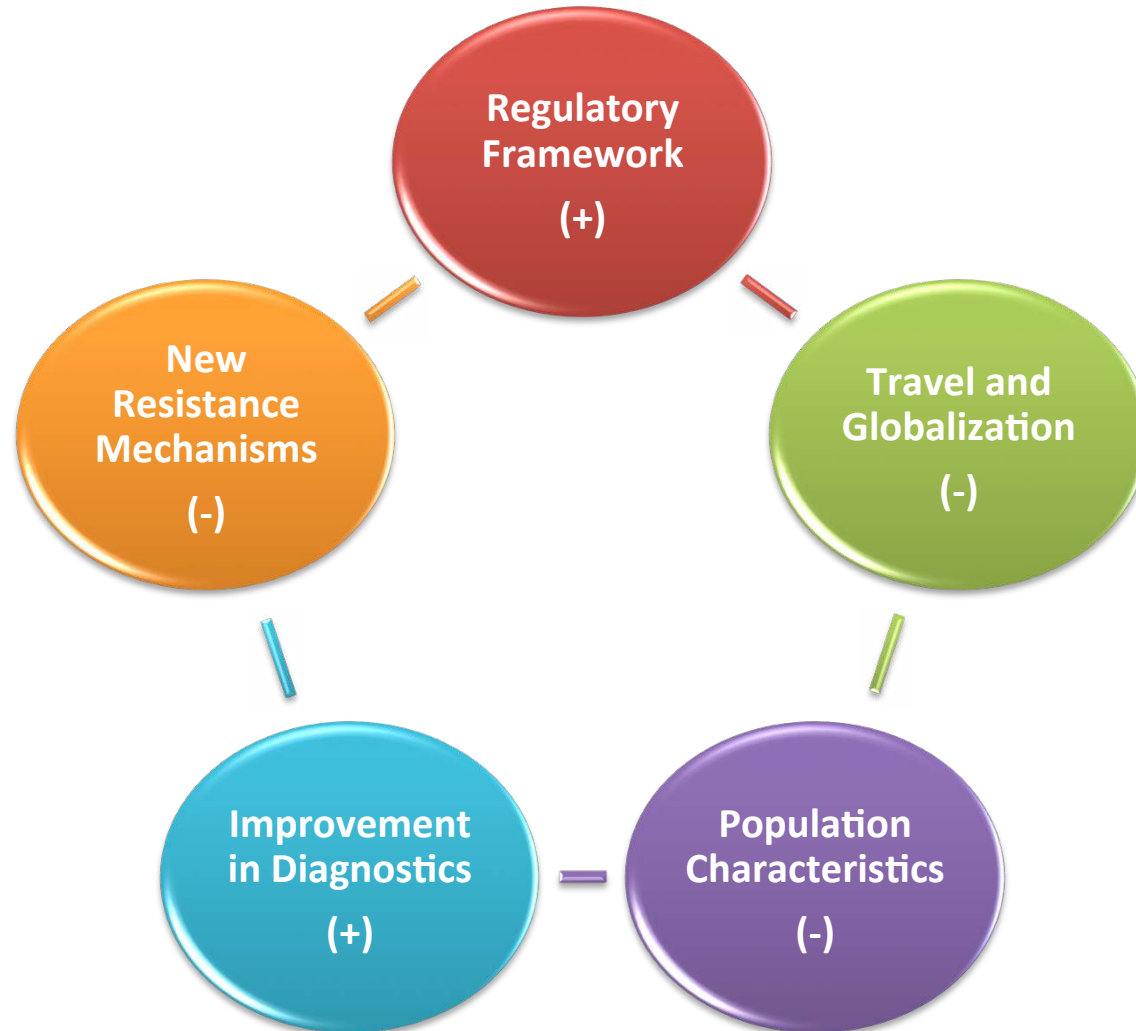 Regulatory
Framework
(+)
New
Resistance
Mechanisms
(-)
Travel and
Globalization
(-)
Improvement
in Diagnostics
(+)
Population
Characteristics
(-)